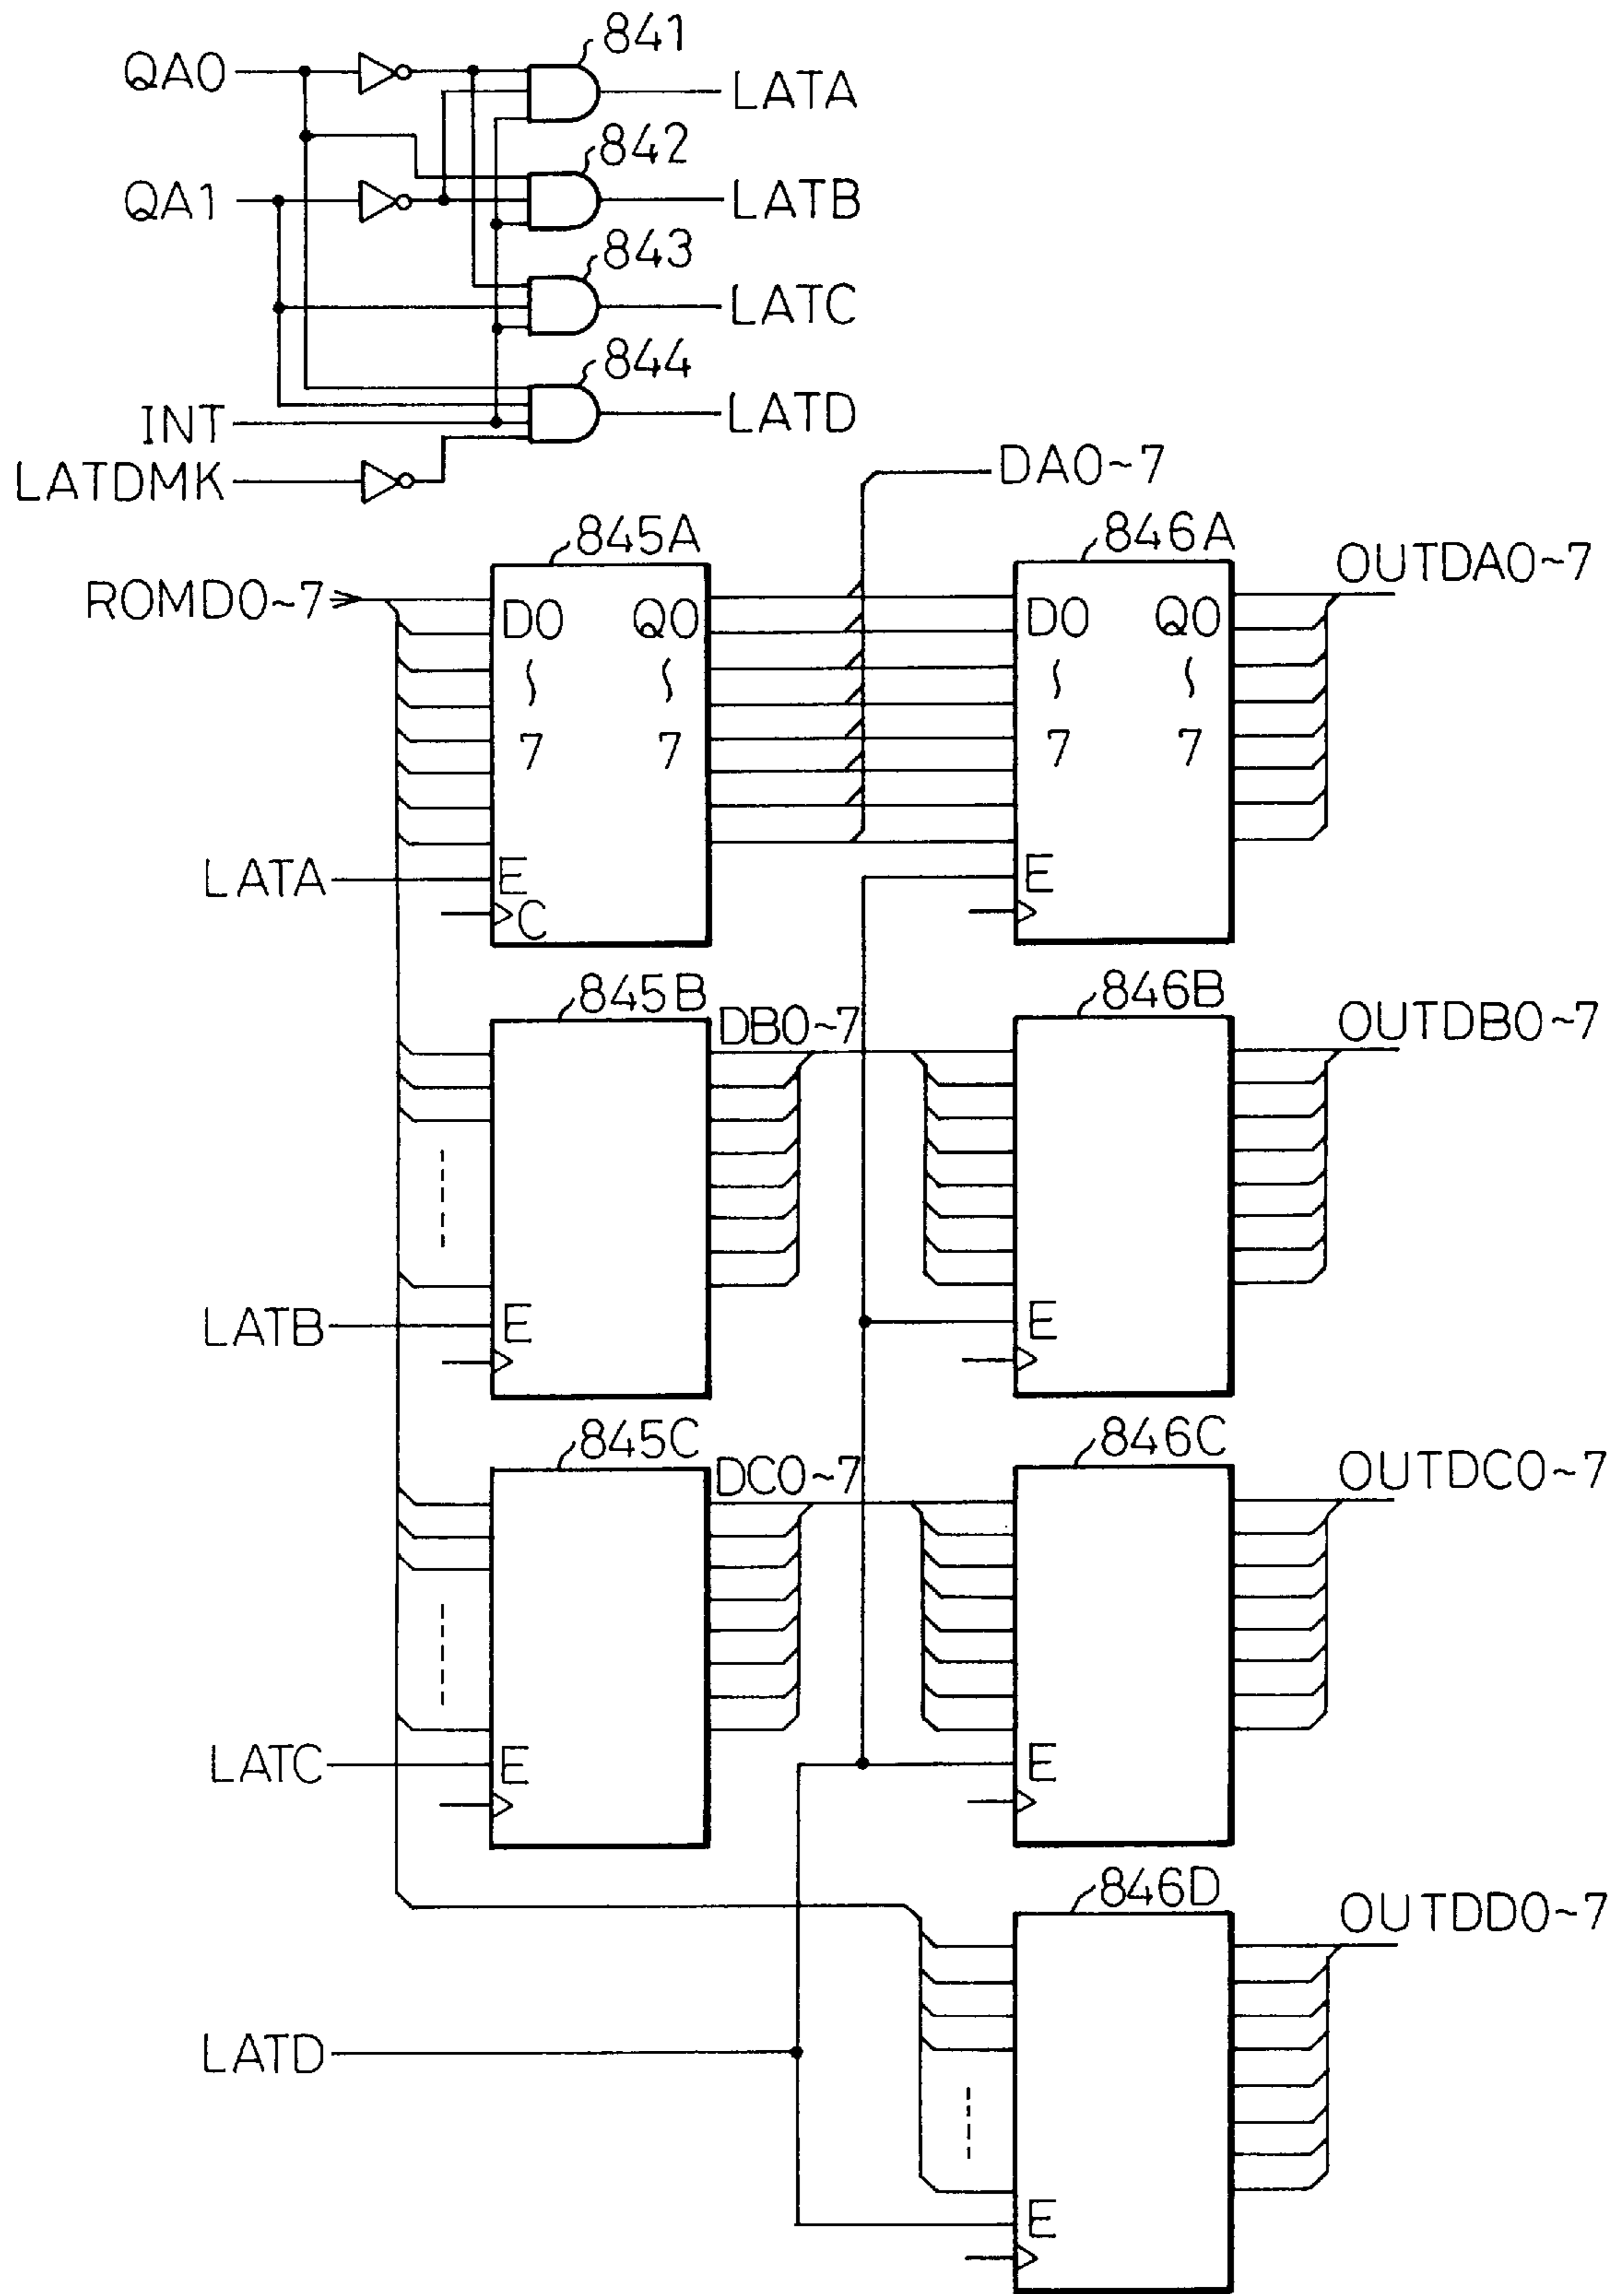 841
QA0
LATA
842
QA1
LATB
843
LATC
844
INT
LATD
LATDMK
DA0~7
845A
846A
OUTDA0~7
ROMD0~7
D0
Q0
D0
Q0
~
~
~
~
7
7
7
7
LATA
E
E
C
845B
846B
DB0~7
OUTDB0~7
LATB
E
E
845C
846C
DC0~7
OUTDC0~7
LATC
E
E
846D
OUTDD0~7
LATD
E